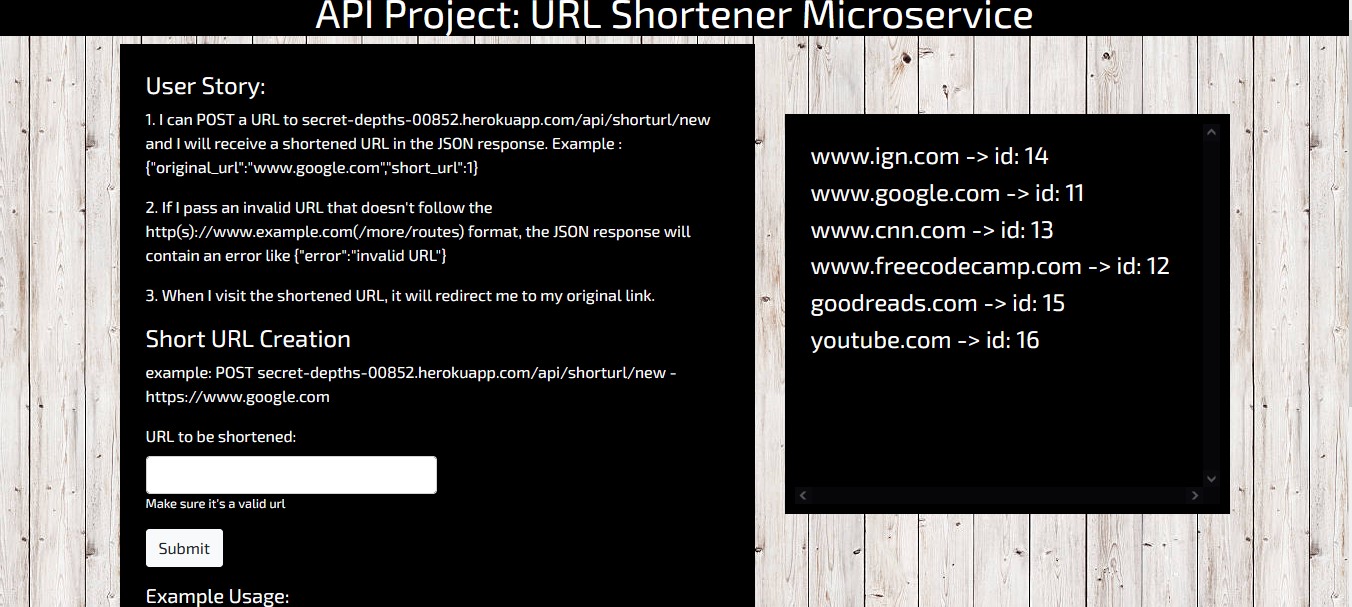 API Project: URL Shortener Microservice
User Story:
1. I can POST a URL to secret-depths-00852.herokuapp.com/api/shorturl/new
and I will receive a shortened URL in the JSON response. Example :
{"original_url":"www.google.com","short_url":1}
2. If I pass an invalid URL that doesn't follow the
http(s)://www.example.com(/more/routes) format, the JSON response will
contain an error like {"error":"invalid URL"}
3. When I visit the shortened URL, it will redirect me to my original link.
Short URL Creation
example: POST secret-depths-00852.herokuapp.com/api/shorturl/new -
https://www.google.com
URL to be shortened:
Make sure it's a valid url
Submit
Example Usage:
www.ign.com -> id: 14
www.google.com -> id: 11
www.cnn.com -> id: 13
www.freecodecamp.com -> id: 12
goodreads.com -> id: 15
youtube.com -> id: 16